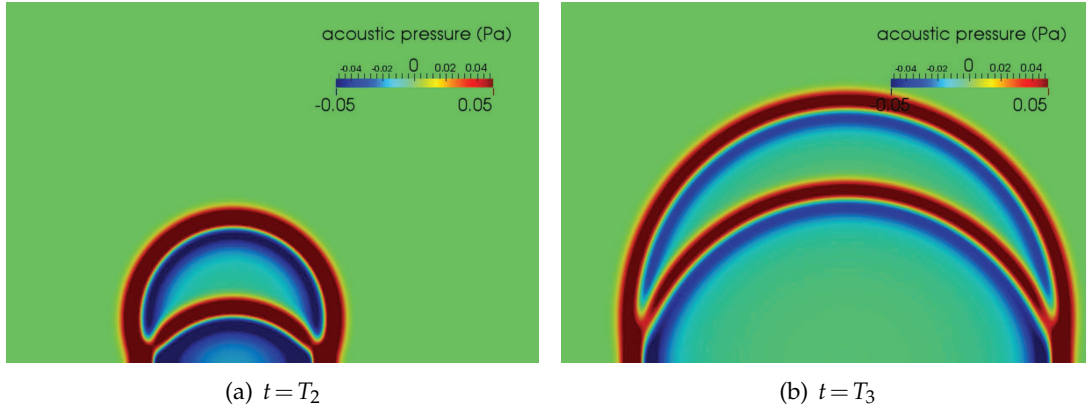 acoustic pressure (Pa)
-0.04 -0.02 0 0.02 0.04
-0.05 0.05
acoustic pressure (Pa)
-0.04 -0.02 0 0.02 0.04
-0.05 0.05
(a) t = T2
(b) t = T3